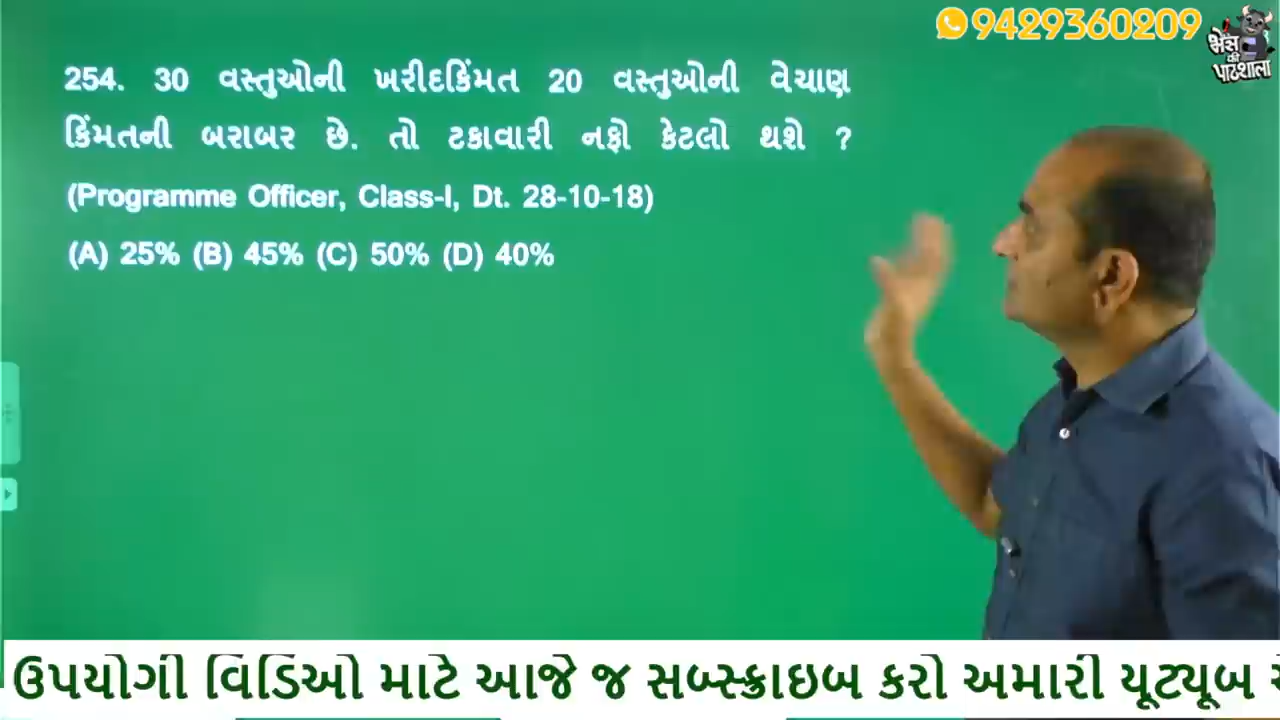 9429360209
भैंस
की
पाठशाला
254. 30 વસ્તુઓની ખરીદકિંમત 20 વસ્તુઓની વેચાણ
કિંમતની બરાબર છે. તો ટકાવારી નફો કેટલો થશે ?
(Programme Officer, Class-I, Dt. 28-10-18)
(A) 25% (B) 45% (C) 50% (D) 40%
ઉપયોગી વિડિઓ માટે આજે જ સબ્સ્ક્રાઇબ કરો અમારી યૂટ્યૂબ